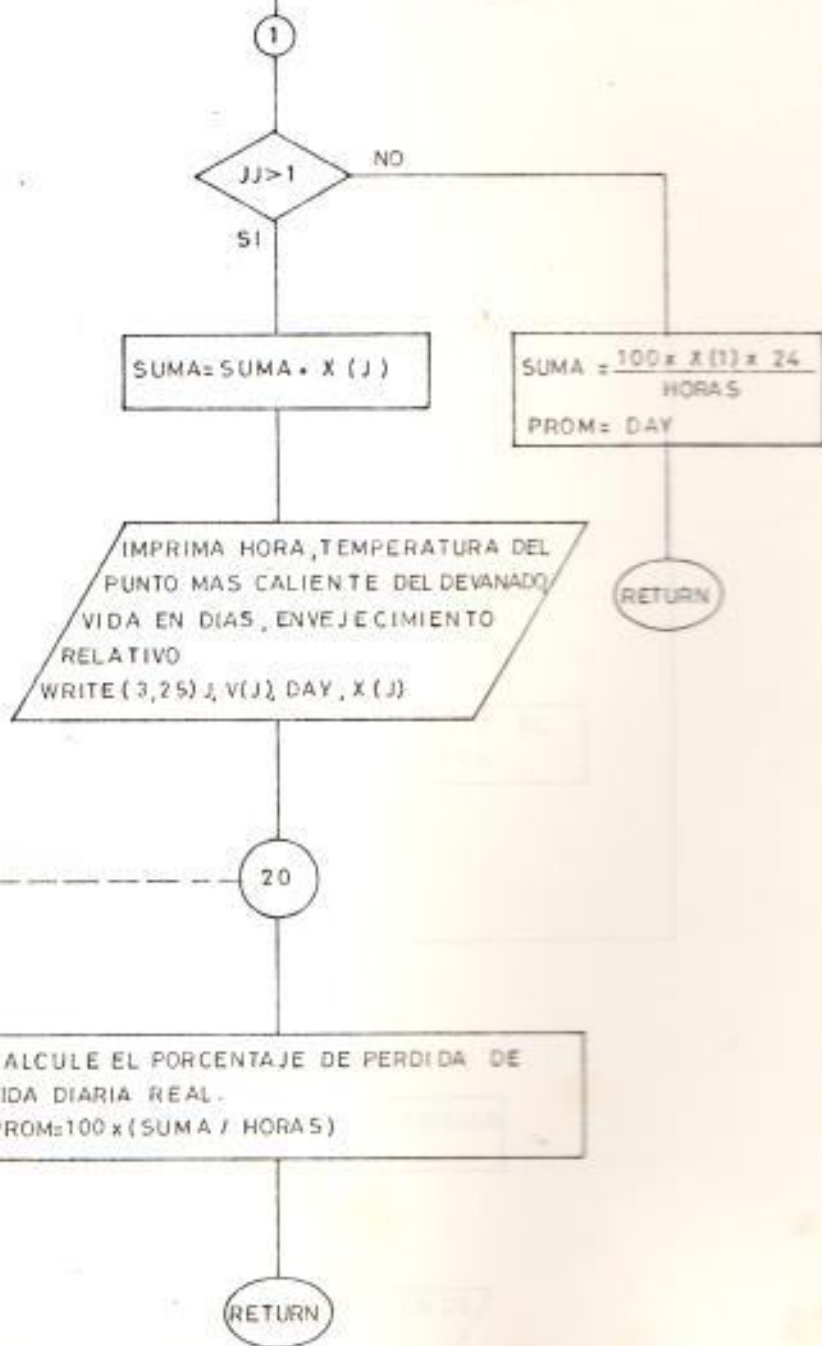 1
JJ>1
NO
SI
SUMA=SUMA+ X (J)
SUMA = 100x X(1) x 24
HORAS
PROM= DAY
IMPRIMA HORA, TEMPERATURA DEL
PUNTO MAS CALIENTE DEL DEVANADO,
VIDA EN DIAS, ENVEJECIMIENTO
RELATIVO
WRITE(3,25) J, V(J), DAY, X(J)
RETURN
20
ALCULE EL PORCENTAJE DE PERDIDA DE
IDA DIARIA REAL.
PROM=100x(SUMA/HORAS)
RETURN